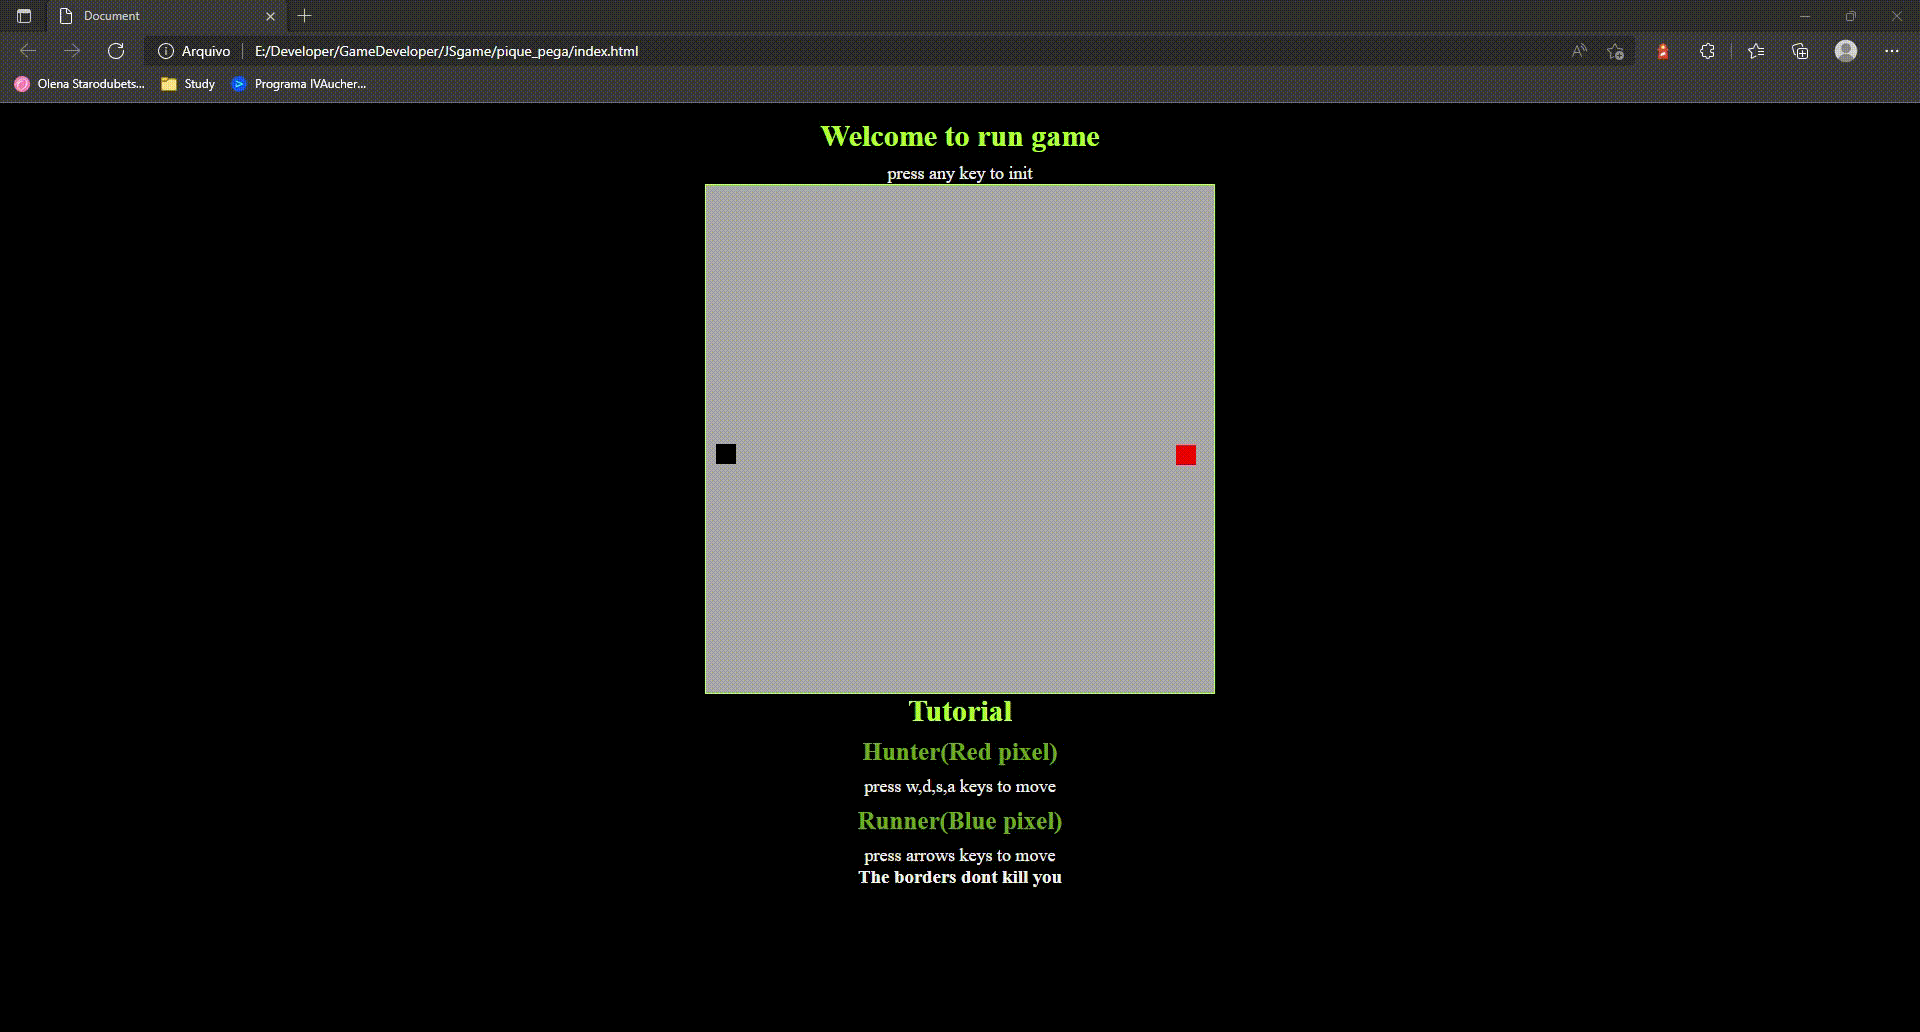 Document
Arquivo E:/Developer/GameDeveloper/JSgame/pique_pega/index.html
Olena Starodubets... Study Programa IVAucher...
Welcome to run game
press any key to init
Tutorial
Hunter(Red pixel)
press w,d,s,a keys to move
Runner(Blue pixel)
press arrows keys to move
The borders dont kill you